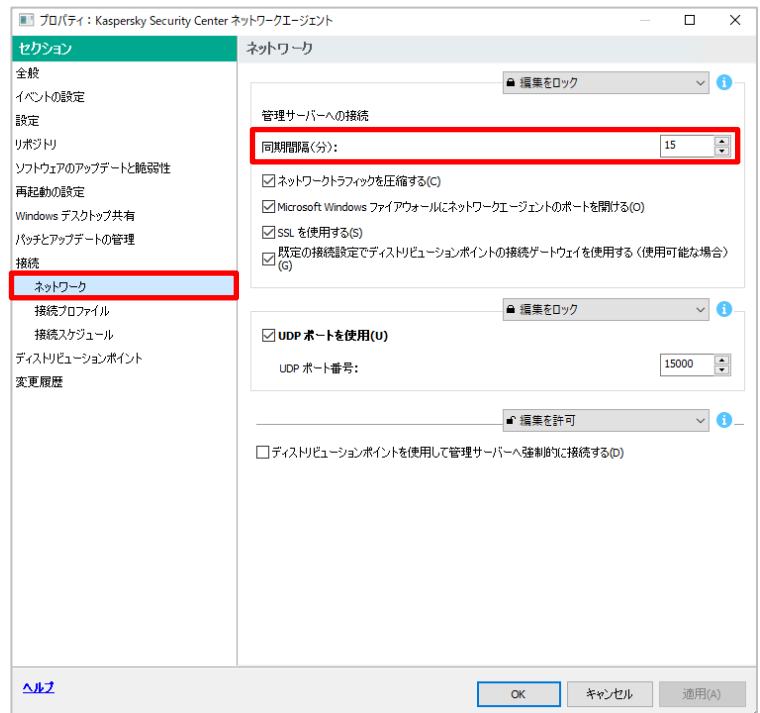 プロパティ：Kaspersky Security Center ネットワークエージェント
セクション
全般
イベントの設定
設定
リポジトリ
ソフトウェアのアップデートと脆弱性
再起動の設定
Windows デスクトップ共有
パッチとアップデートの管理
接続
ネットワーク
接続プロファイル
接続スケジュール
ディストリビューションポイント
変更履歴
ネットワーク
編集をロック
管理サーバーへの接続
同期間隔(分)： 15
ネットワークトラフィックを圧縮する(C)
Microsoft Windows ファイアウォールにネットワークエージェントのポートを開ける(O)
SSL を使用する(S)
既定の接続設定でディストリビューションポイントの接続ゲートウェイを使用する（使用可能な場合）
(G)
編集をロック
UDP ポートを使用(U)
UDP ポート番号： 15000
編集を許可
ディストリビューションポイントを使用して管理サーバーへ強制的に接続する(D)
ヘルプ
OK キャンセル 適用(A)